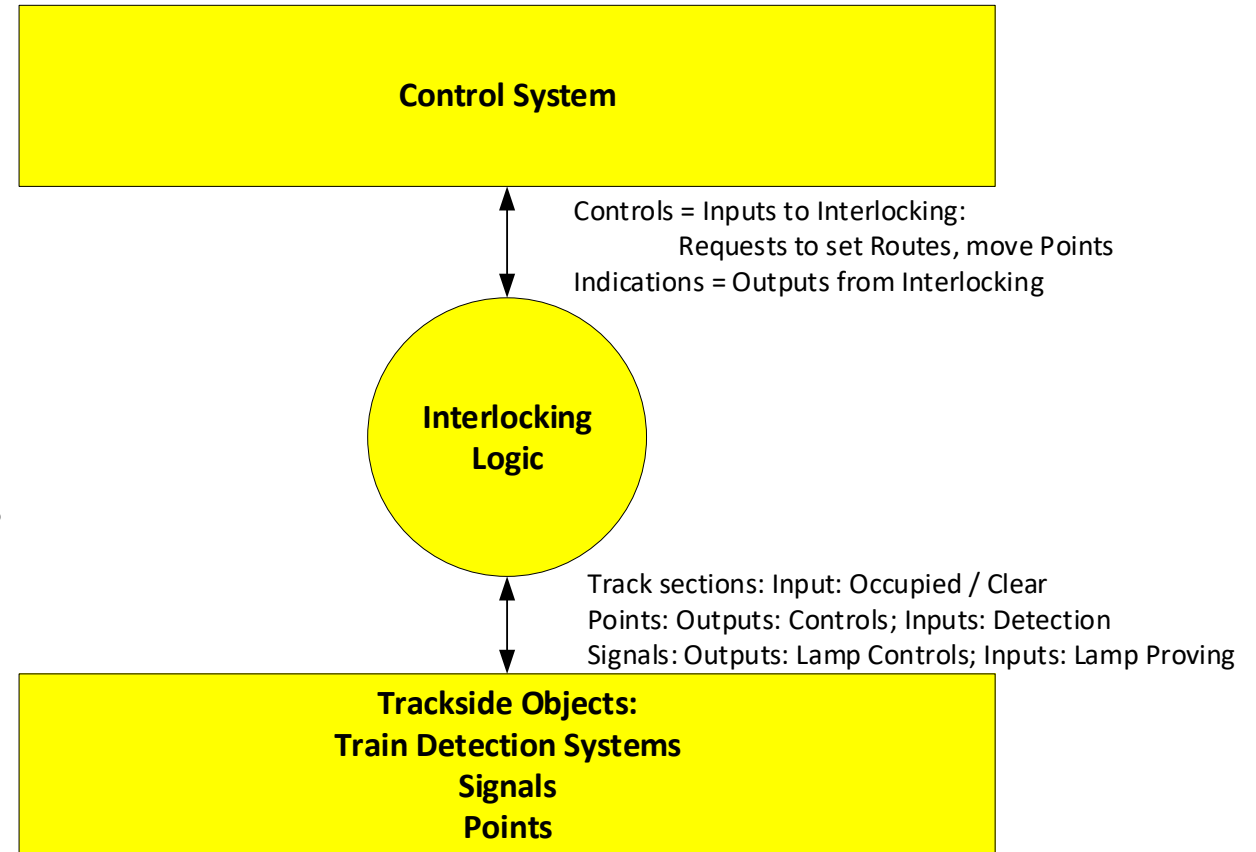 Control System
Controls = Inputs to Interlocking:
Requests to set Routes, move Points
Indications = Outputs from Interlocking
Interlocking
Logic
Track sections: Input: Occupied / Clear
Points: Outputs: Controls; Inputs: Detection
Signals: Outputs: Lamp Controls; Inputs: Lamp Proving
Trackside Objects:
Train Detection Systems
Signals
Points